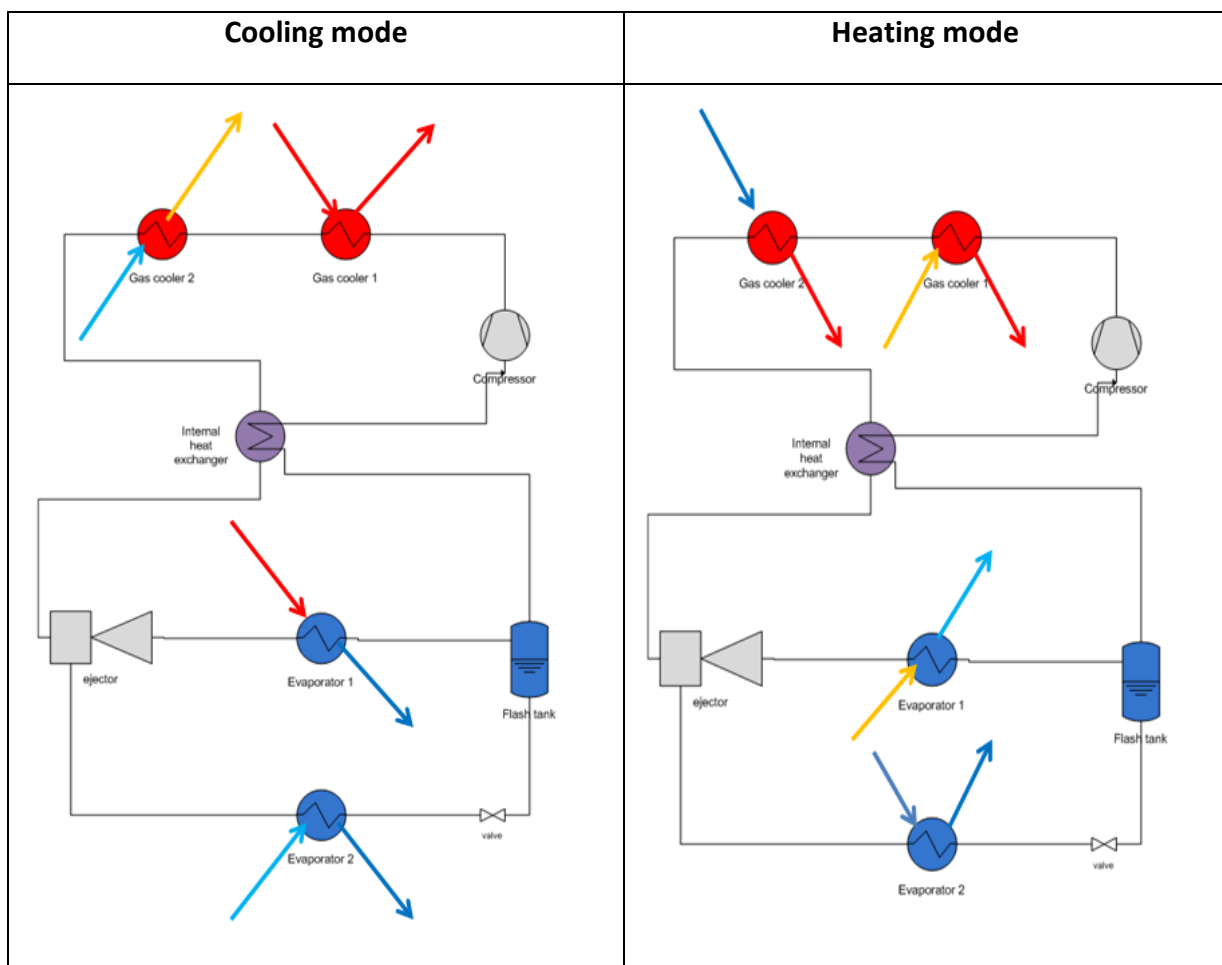 Cooling mode
Heating mode
Gas cooler 2
Gas cooler 1
Compressor
Internal
heat
exchanger
ejector
Evaporator 1
Flash tank
valve
Evaporator 2
Gas cooler 2
Gas cooler 1
Compressor
Internal
heat
exchanger
ejector
Evaporator 1
Flash tank
valve
Evaporator 2